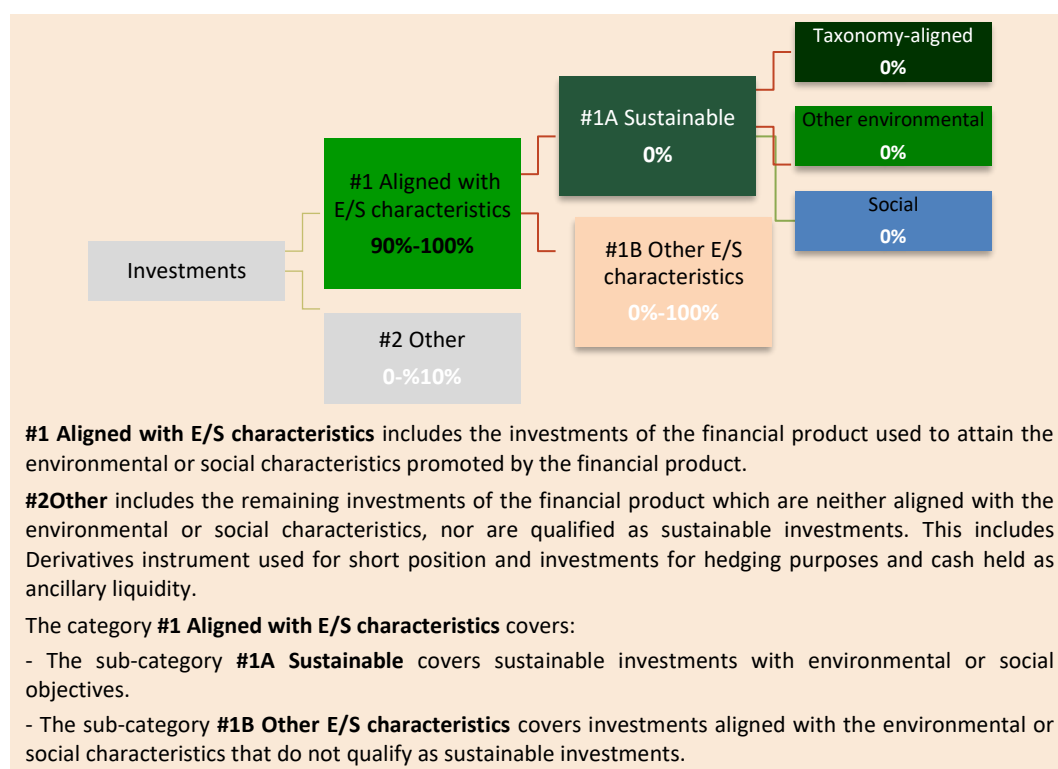 Taxonomy-aligned
0%
#1A Sustainable
0%
Other environmental
0%
#1 Aligned with
E/S characteristics
90%-100%
Social
0%
#1B Other E/S
characteristics
0%-100%
Investments
#2 Other
0-%10%
#1 Aligned with E/S characteristics includes the investments of the financial product used to attain the
environmental or social characteristics promoted by the financial product.
#2Other includes the remaining investments of the financial product which are neither aligned with the
environmental or social characteristics, nor are qualified as sustainable investments. This includes
Derivatives instrument used for short position and investments for hedging purposes and cash held as
ancillary liquidity.
The category #1 Aligned with E/S characteristics covers:
- The sub-category #1A Sustainable covers sustainable investments with environmental or social
objectives.
- The sub-category #1B Other E/S characteristics covers investments aligned with the environmental or
social characteristics that do not qualify as sustainable investments.